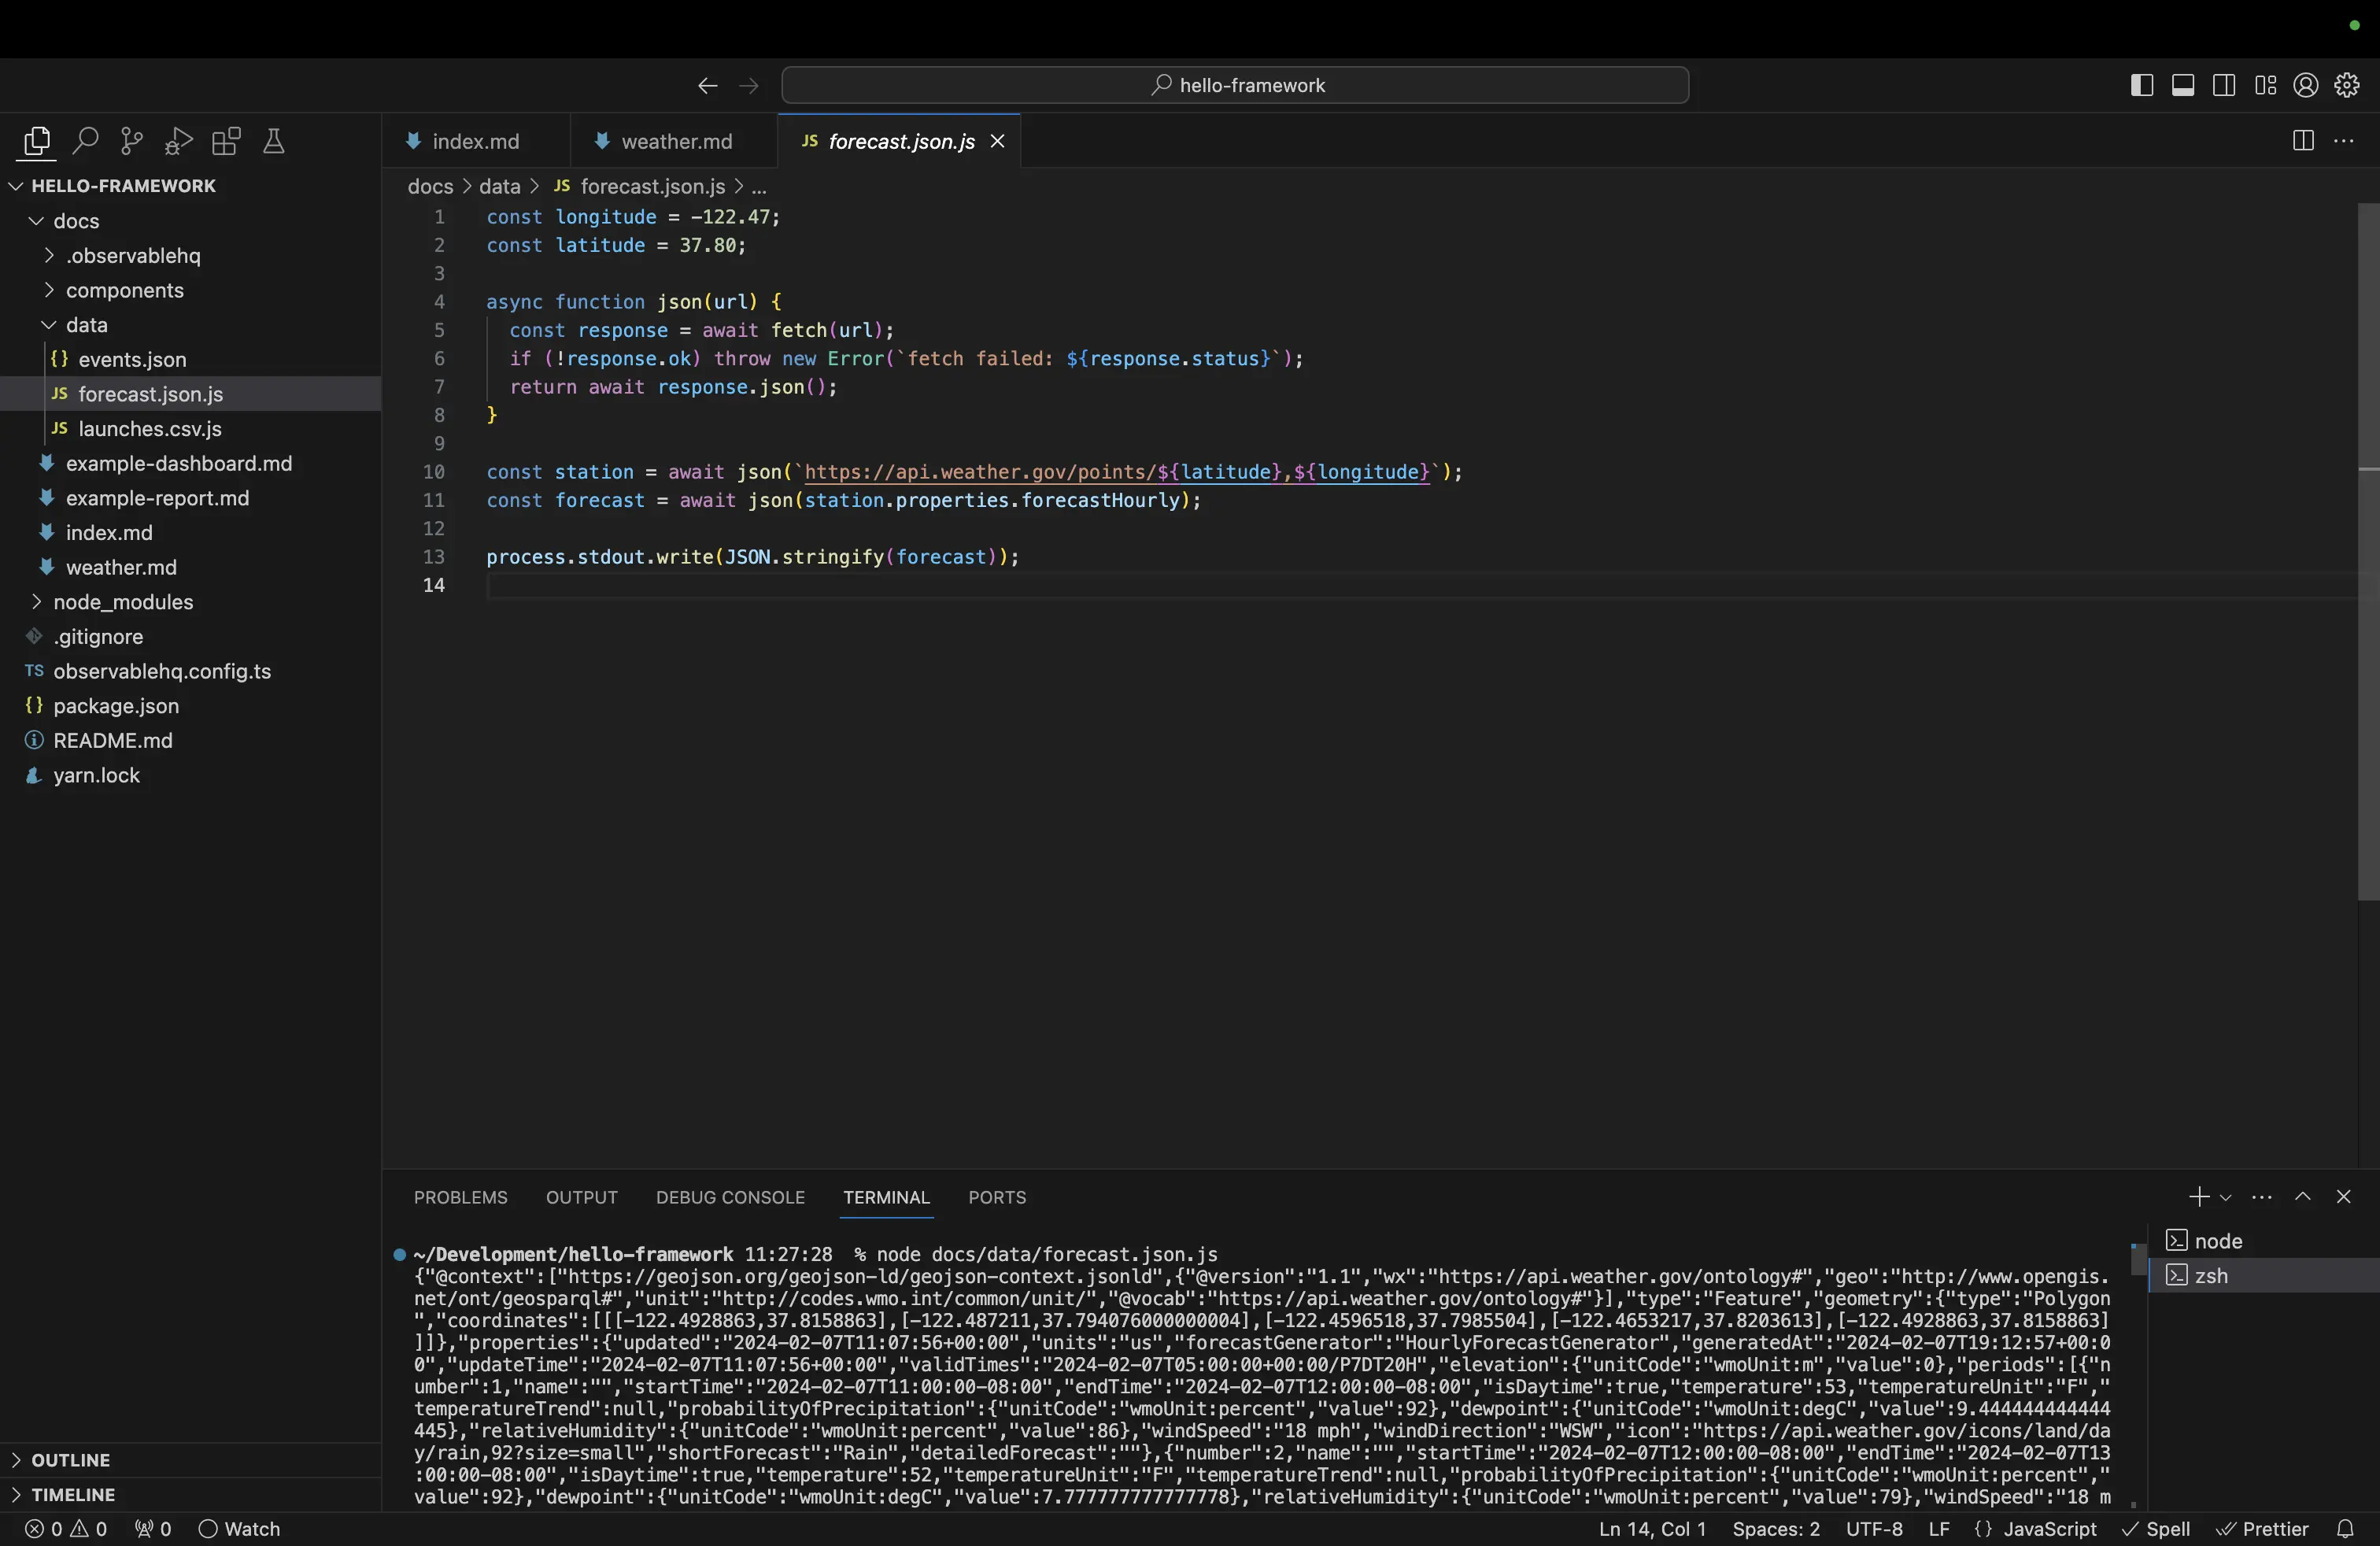 hello-framework
index.md
weather.md
JS forecast.json.js
HELLO-FRAMEWORK
docs
.observablehq
components
data
{} events.json
JS forecast.json.js
JS launches.csv.js
example-dashboard.md
example-report.md
index.md
weather.md
node_modules
.gitignore
TS observablehq.config.ts
{} package.json
README.md
yarn.lock
OUTLINE
TIMELINE
docs > data > JS forecast.json.js > ...
1 const longitude = -122.47;
2 const latitude = 37.80;
3
4 async function json(url) {
5 const response = await fetch(url);
6 if (!response.ok) throw new Error(`fetch failed: ${response.status}`);
7 return await response.json();
8 }
9
10 const station = await json(`https://api.weather.gov/points/${latitude},${longitude}`);
11 const forecast = await json(station.properties.forecastHourly);
12
13 process.stdout.write(JSON.stringify(forecast));
14
PROBLEMS OUTPUT DEBUG CONSOLE TERMINAL PORTS
~/Development/hello-framework 11:27:28 % node docs/data/forecast.json.js
{"@context":["https://geojson.org/geojson-ld/geojson-context.jsonld",{"@version":"1.1","wx":"https://api.weather.gov/ontology#","geo":"http://www.opengis.
net/ont/geosparql#","unit":"http://codes.wmo.int/common/unit/","@vocab":"https://api.weather.gov/ontology#"}],"type":"Feature","geometry":{"type":"Polygon
","coordinates":[[[-122.4928863,37.8158863],[-122.487211,37.794076000000004],[-122.4596518,37.7985504],[-122.4653217,37.8203613],[-122.4928863,37.8158863]
]]},"properties":{"updated":"2024-02-07T11:07:56+00:00","units":"us","forecastGenerator":"HourlyForecastGenerator","generatedAt":"2024-02-07T19:12:57+00:0
0","updateTime":"2024-02-07T11:07:56+00:00","validTimes":"2024-02-07T05:00:00+00:00/P7DT20H","elevation":{"unitCode":"wmoUnit:m","value":0},"periods":[{"n
umber":1,"name":"","startTime":"2024-02-07T11:00:00-08:00","endTime":"2024-02-07T12:00:00-08:00","isDaytime":true,"temperature":53,"temperatureUnit":"F","
temperatureTrend":null,"probabilityOfPrecipitation":{"unitCode":"wmoUnit:percent","value":92},"dewpoint":{"unitCode":"wmoUnit:degC","value":9.444444444444
445},"relativeHumidity":{"unitCode":"wmoUnit:percent","value":86},"windSpeed":"18 mph","windDirection":"WSW","icon":"https://api.weather.gov/icons/land/da
y/rain,92?size=small","shortForecast":"Rain","detailedForecast":""},{"number":2,"name":"","startTime":"2024-02-07T12:00:00-08:00","endTime":"2024-02-07T13
:00:00-08:00","isDaytime":true,"temperature":52,"temperatureUnit":"F","temperatureTrend":null,"probabilityOfPrecipitation":{"unitCode":"wmoUnit:percent","
value":92},"dewpoint":{"unitCode":"wmoUnit:degC","value":7.777777777777778},"relativeHumidity":{"unitCode":"wmoUnit:percent","value":79},"windSpeed":"18 m
node
zsh
0 0 0 Watch
Ln 14, Col 1 Spaces: 2 UTF-8 LF {} JavaScript Spell Prettier